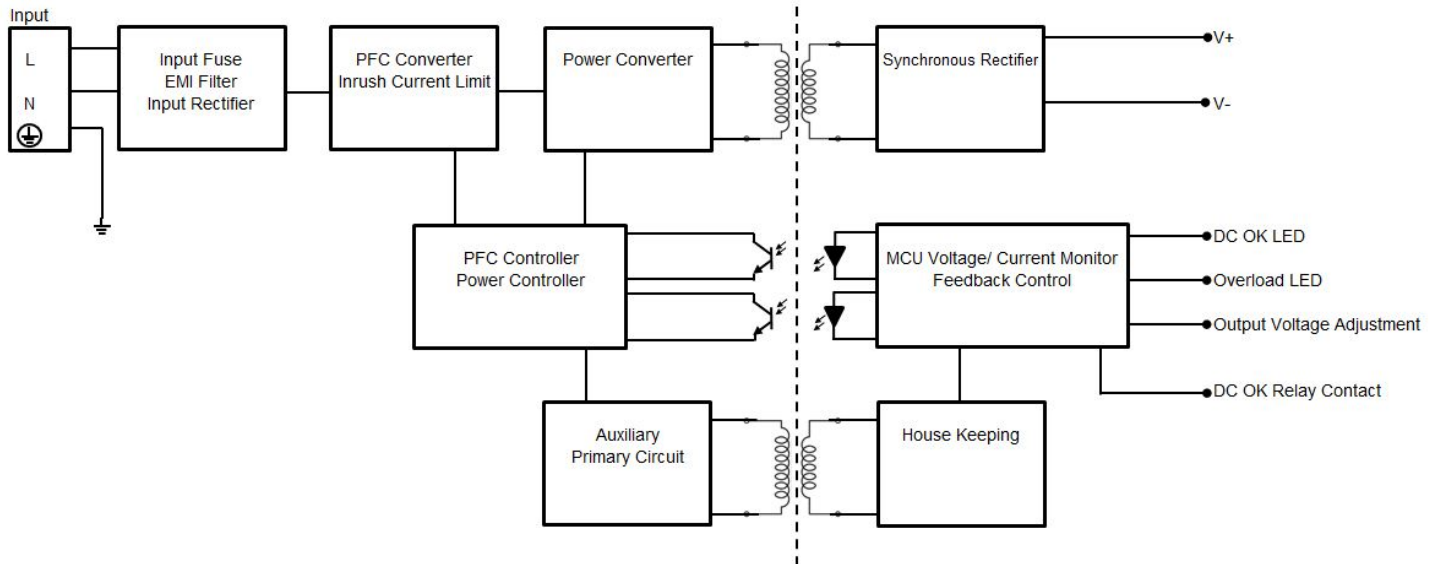 Input
L
N
Input Fuse
EMI Filter
Input Rectifier
PFC Converter
Inrush Current Limit
Power Converter
Synchronous Rectifier
V+
V-
PFC Controller
Power Controller
MCU Voltage/ Current Monitor
Feedback Control
DC OK LED
Overload LED
Output Voltage Adjustment
DC OK Relay Contact
Auxiliary
Primary Circuit
House Keeping